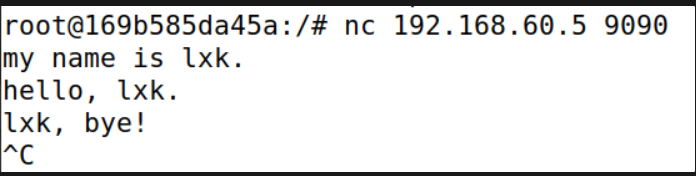 root@169b585da45a:/# nc 192.168.60.5 9090
my name is lxk.
hello, lxk.
lxk, bye!
^C